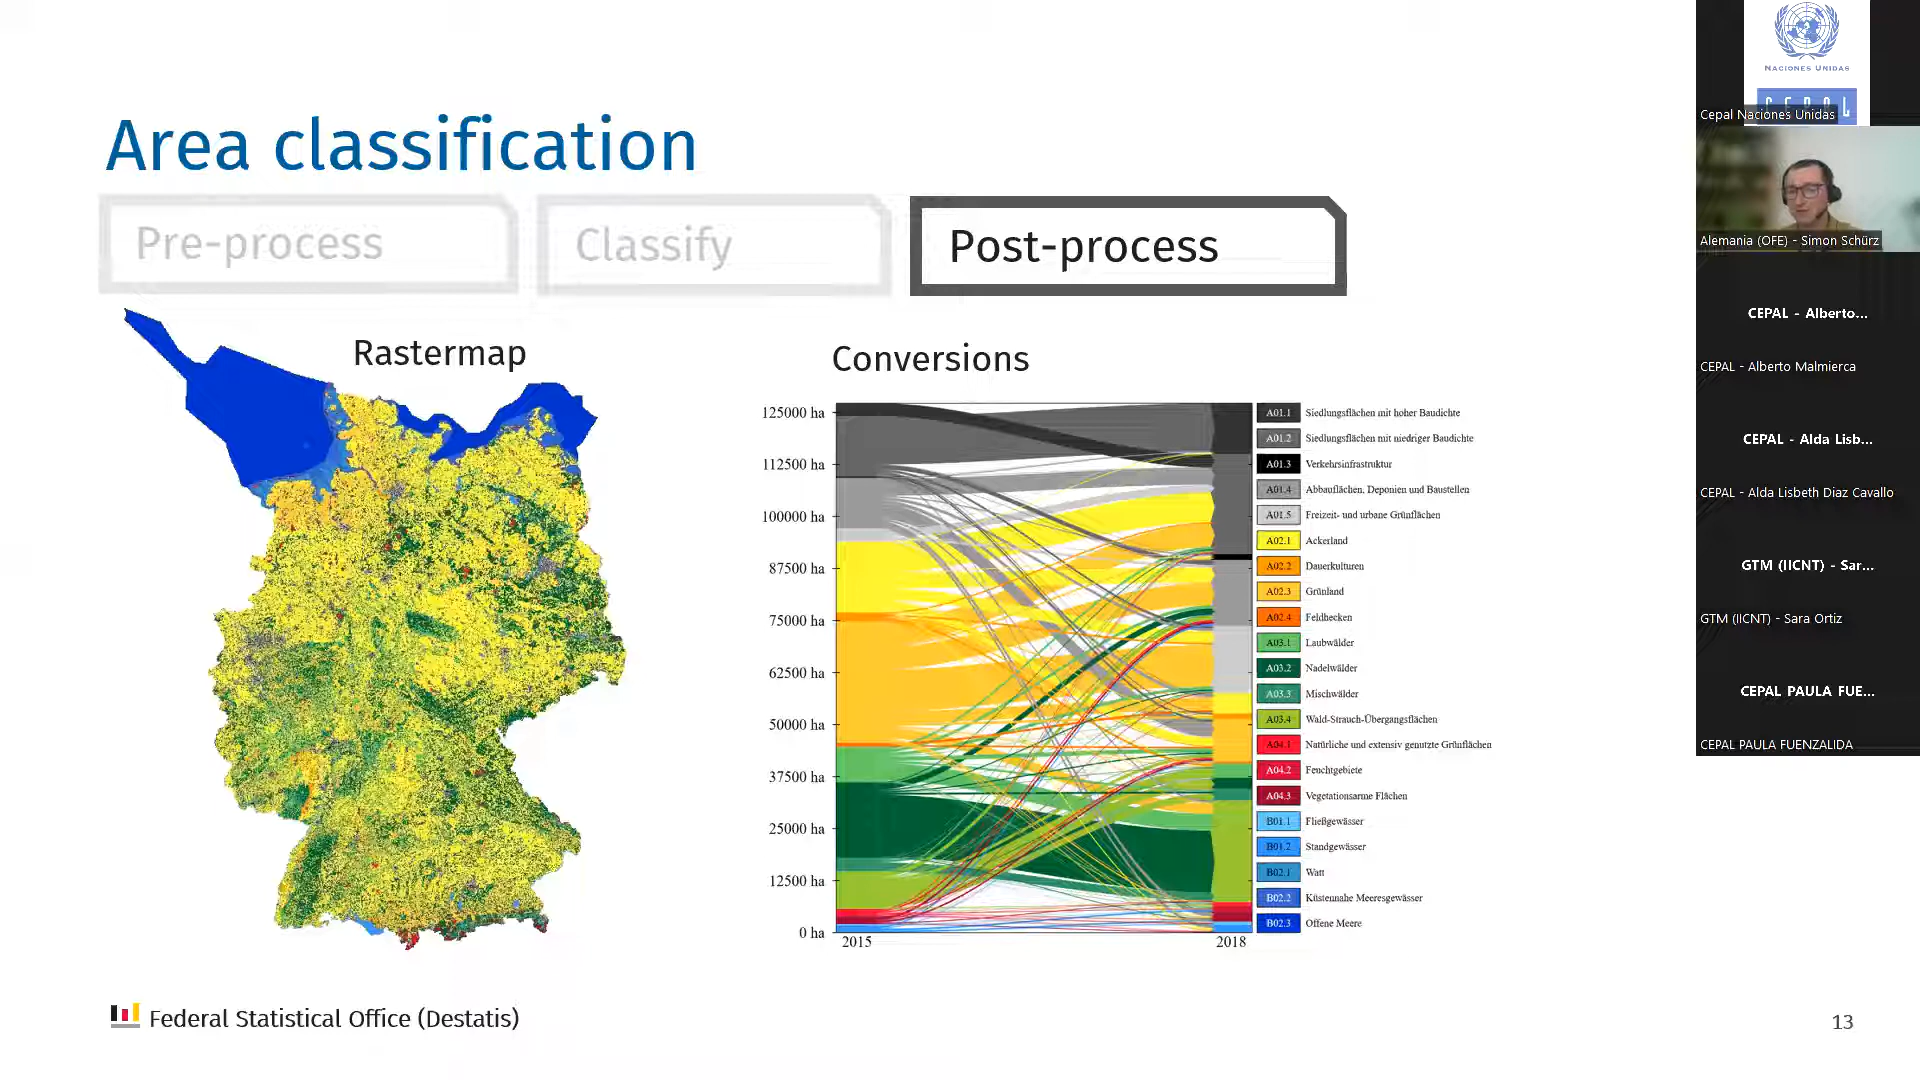 Area classification
Pre-process
Classify
Post-process
Rastermap
Conversions
125000 ha
112500 ha
100000 ha
87500 ha
75000 ha
62500 ha
50000 ha
37500 ha
25000 ha
12500 ha
0 ha
2015
2018
A01.1 Siedlungsflächen mit hoher Baudichte
A01.2 Siedlungsflächen mit niedriger Baudichte
A01.3 Verkehrsinfrastruktur
A01.4 Abbauflächen, Deponien und Baustellen
A01.5 Freizeit- und urbane Grünflächen
A02.1 Ackerland
A02.2 Dauerkulturen
A02.3 Grünland
A02.4 Feldhecken
A03.1 Laubwälder
A03.2 Nadelwälder
A03.3 Mischwälder
A03.4 Wald-Strauch-Übergangsflächen
A04.1 Natürliche und extensiv genutzte Grünflächen
A04.2 Feuchtgebiete
A04.3 Vegetationsarme Flächen
B01.1 Fließgewässer
B01.2 Standgewässer
B02.1 Watt
B02.2 Küstennahe Meeresgewässer
B02.3 Offene Meere
Federal Statistical Office (Destatis)
13
NACIONES UNIDAS
CEPAL
Cepal Naciones Unidas
Alemania (OFE) - Simon Schürz
CEPAL - Alberto...
CEPAL - Alberto Malmierca
CEPAL - Alda Lisb...
CEPAL - Alda Lisbeth Diaz Cavallo
GTM (IICNT) - Sar...
GTM (IICNT) - Sara Ortiz
CEPAL PAULA FUE...
CEPAL PAULA FUENZALIDA